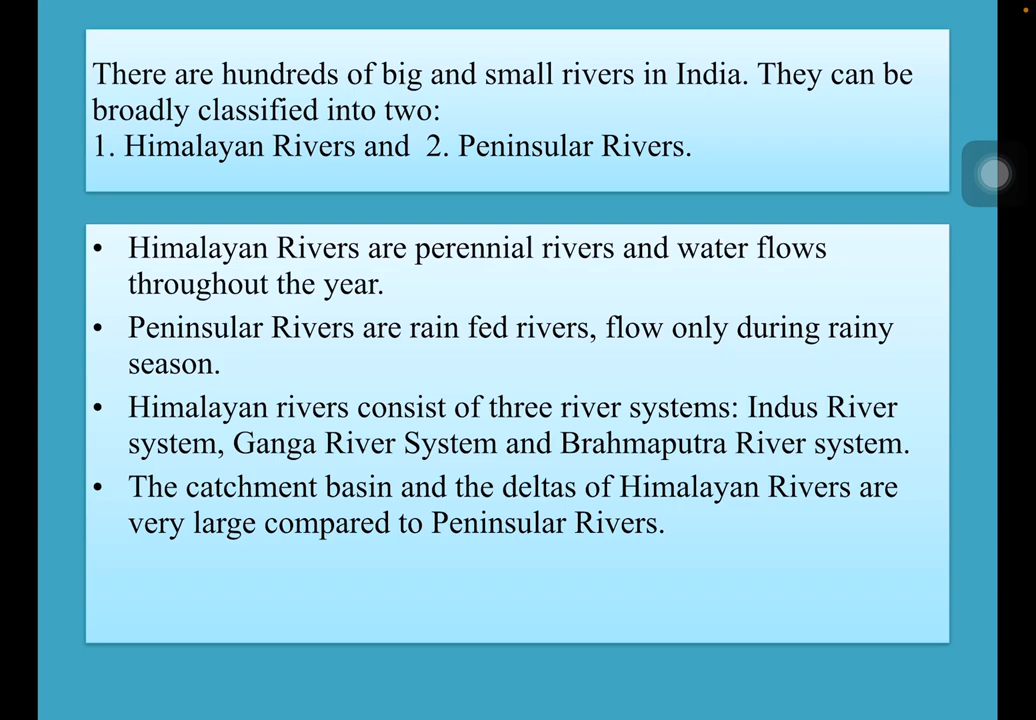 There are hundreds of big and small rivers in India. They can be
broadly classified into two:
1. Himalayan Rivers and  2. Peninsular Rivers.
• Himalayan Rivers are perennial rivers and water flows
throughout the year.
• Peninsular Rivers are rain fed rivers, flow only during rainy
season.
• Himalayan rivers consist of three river systems: Indus River
system, Ganga River System and Brahmaputra River system.
• The catchment basin and the deltas of Himalayan Rivers are
very large compared to Peninsular Rivers.